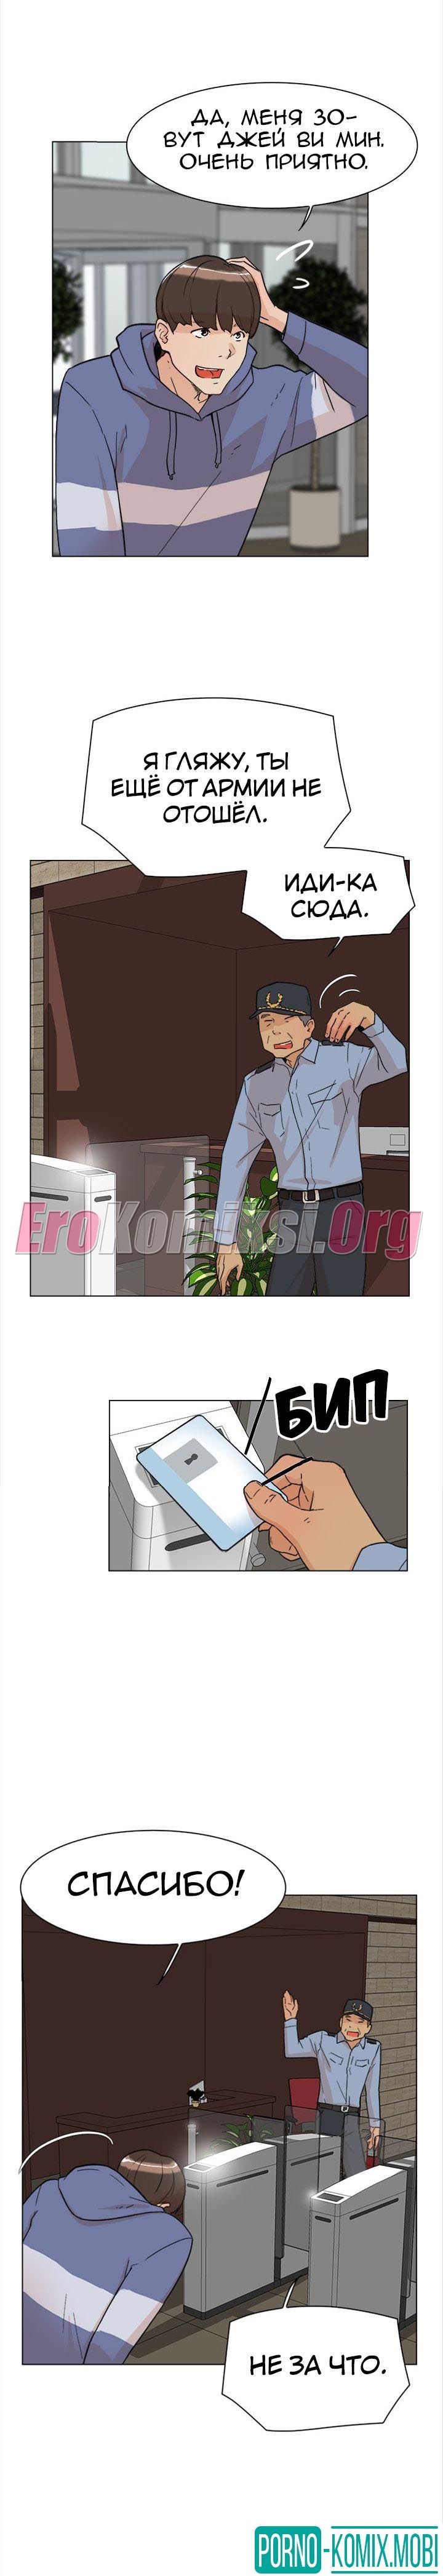 ДА, МЕНЯ ЗО-
ВУТ ДЖЕЙ ВИ МИН.
ОЧЕНЬ ПРИЯТНО.
Я ГЛЯЖУ, ТЫ
ЕЩЁ ОТ АРМИИ НЕ
ОТОШЁЛ.
ИДИ-КА
СЮДА.
EroKomiksi.Org
БИП
СПАСИБО!
НЕ ЗА ЧТО.
PORNO-KOMIX.MOBI